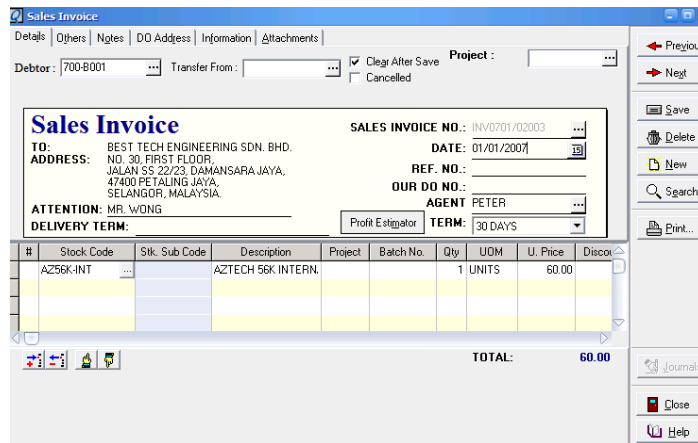 Sales Invoice
Details Others Notes DO Address Information Attachments
Debtor : 700-B001 ... Transfer From : ... Clear After Save Project : ...
Cancelled
Sales Invoice SALES INVOICE NO.: INV0701/02003 ...
TO: BEST TECH ENGINEERING SDN. BHD. DATE: 01/01/2007 15
ADDRESS: NO. 30, FIRST FLOOR,
JALAN SS 22/23, DAMANSARA JAYA, REF. NO.:
47400 PETALING JAYA,
SELANGOR, MALAYSIA. OUR DO NO.:
ATTENTION: MR. WONG AGENT PETER ...
DELIVERY TERM: Profit Estimator TERM: 30 DAYS
# Stock Code Stk. Sub Code Description Project Batch No. Qty UOM U. Price Discou
AZ56K-INT ... AZTECH 56K INTERN. 1 UNITS 60.00
TOTAL: 60.00
Previou
Next
Save
Delete
New
Search
Print...
Journals
Close
Help